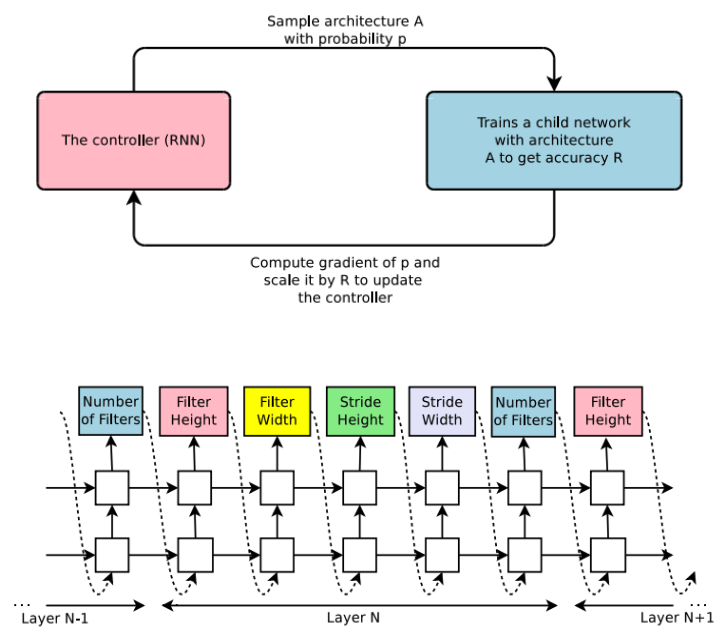 Sample architecture A
with probability p
The controller (RNN)
Trains a child network
with architecture
A to get accuracy R
Compute gradient of p and
scale it by R to update
the controller
Number
of Filters
Filter
Height
Filter
Width
Stride
Height
Stride
Width
Number
of Filters
Filter
Height
...
Layer N-1
Layer N
...
Layer N+1